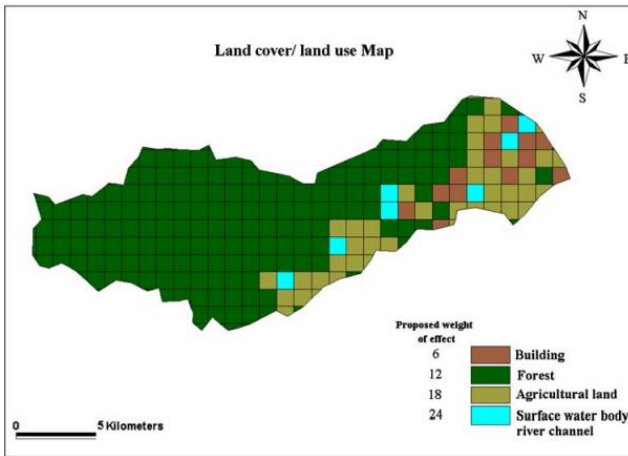 Land cover/ land use Map
N
W
E
S
Proposed weight
of effect
6 Building
12 Forest
18 Agricultural land
24 Surface water body
river channel
0 5 Kilometers